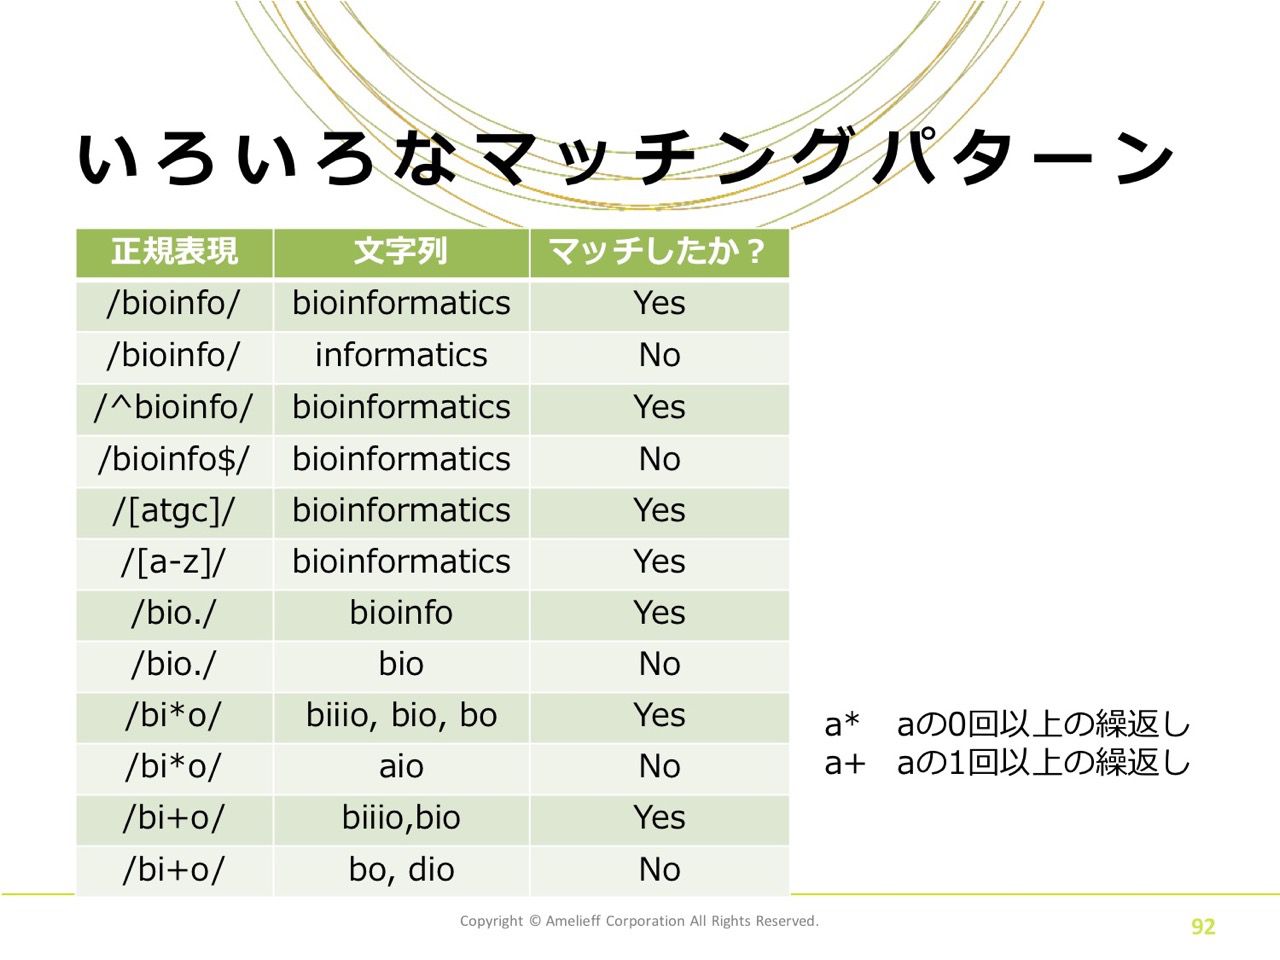 いろいろなマッチングパターン
正規表現 文字列 マッチしたか？
/bioinfo/ bioinformatics Yes
/bioinfo/ informatics No
/^bioinfo/ bioinformatics Yes
/bioinfo$/ bioinformatics No
/[atgc]/ bioinformatics Yes
/[a-z]/ bioinformatics Yes
/bio./ bioinfo Yes
/bio./ bio No
/bi*o/ biiio, bio, bo Yes
/bi*o/ aio No
/bi+o/ biiio,bio Yes
/bi+o/ bo, dio No
a* aの0回以上の繰返し
a+ aの1回以上の繰返し
Copyright © Amelieff Corporation All Rights Reserved.
92